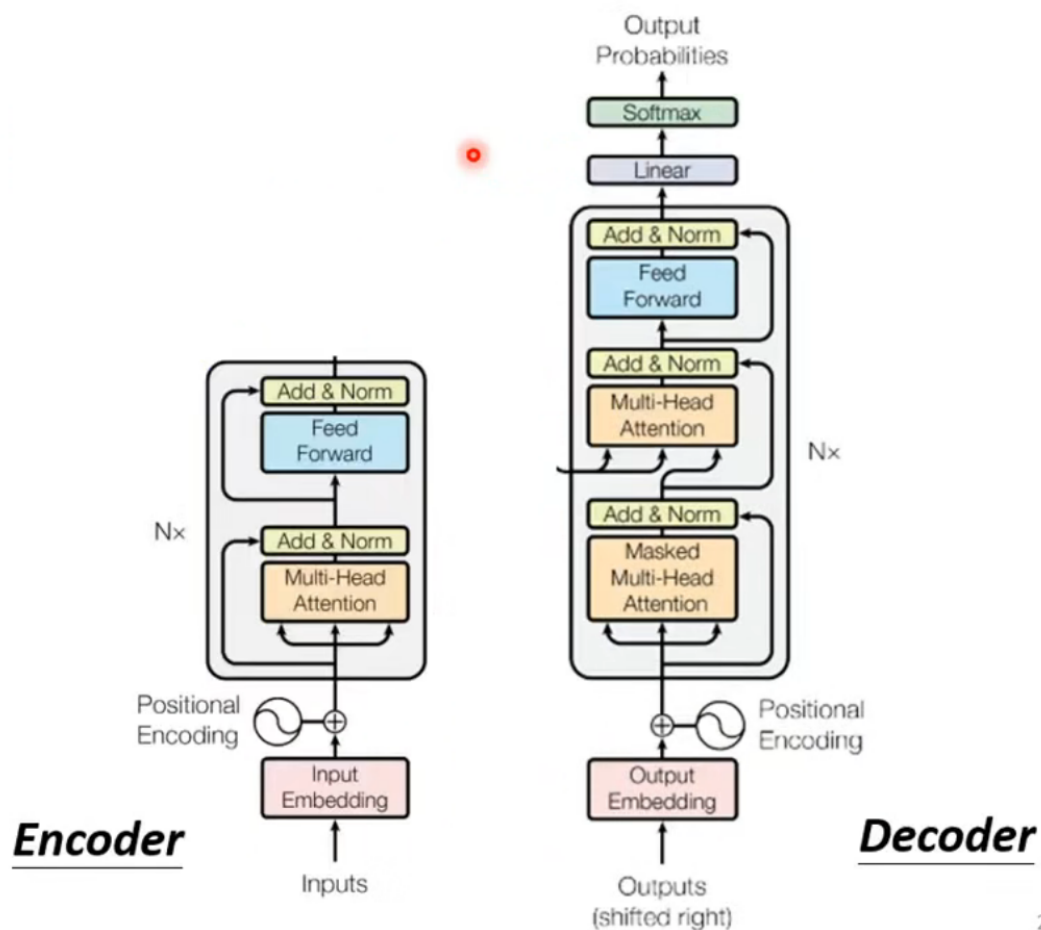 Output
Probabilities
Softmax
Linear
Add & Norm
Feed
Forward
Add & Norm
Multi-Head
Attention
Nx
Add & Norm
Masked
Multi-Head
Attention
Positional
Encoding
Output
Embedding
Outputs
(shifted right)
Decoder
Add & Norm
Feed
Forward
Nx
Add & Norm
Multi-Head
Attention
Positional
Encoding
Input
Embedding
Inputs
Encoder